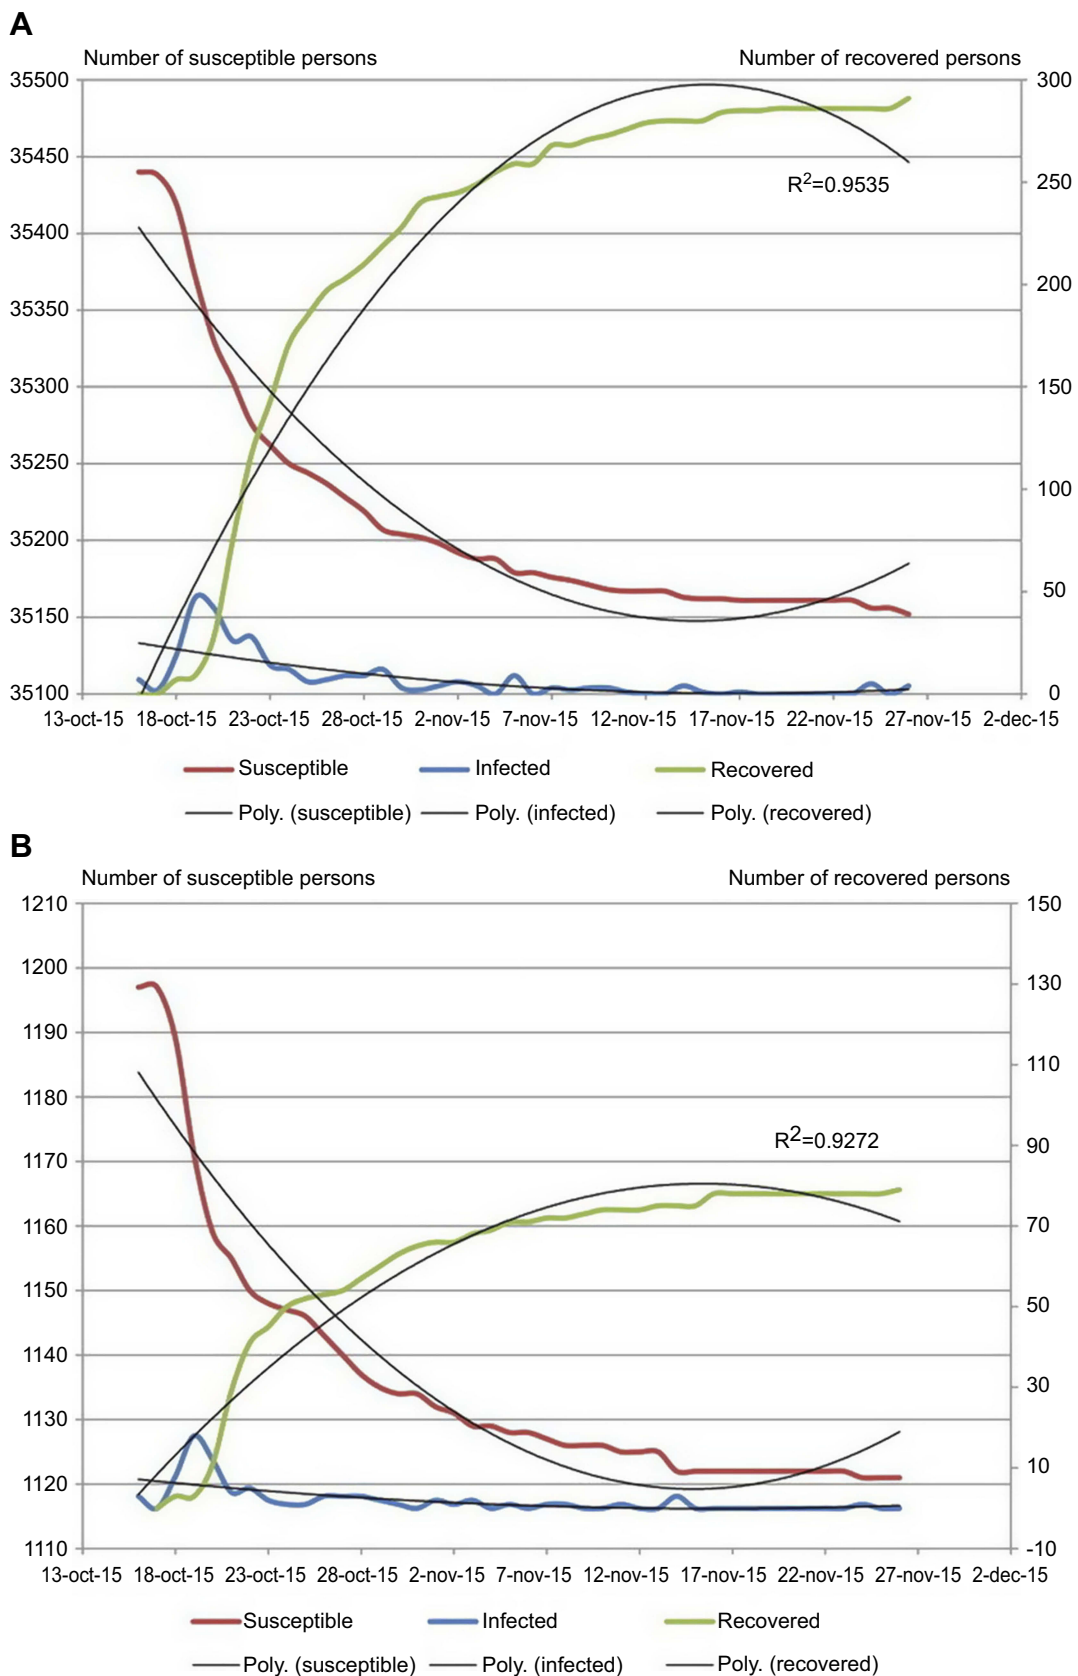 A
Number of susceptible persons Number of recovered persons
35500 300
35450
R2=0.9535 250
35400
200
35350
35300 150
35250
100
35200
50
35150
35100 0
13-oct-15 18-oct-15 23-oct-15 28-oct-15 2-nov-15 7-nov-15 12-nov-15 17-nov-15 22-nov-15 27-nov-15 2-dec-15
Susceptible Infected Recovered
Poly. (susceptible) Poly. (infected) Poly. (recovered)
B
Number of susceptible persons Number of recovered persons
1210 150
1200
130
1190
110
1180
R2=0.9272 90
1170
1160 70
1150
50
1140
30
1130
10
1120
1110 -10
13-oct-15 18-oct-15 23-oct-15 28-oct-15 2-nov-15 7-nov-15 12-nov-15 17-nov-15 22-nov-15 27-nov-15 2-dec-15
Susceptible Infected Recovered
Poly. (susceptible) Poly. (infected) Poly. (recovered)